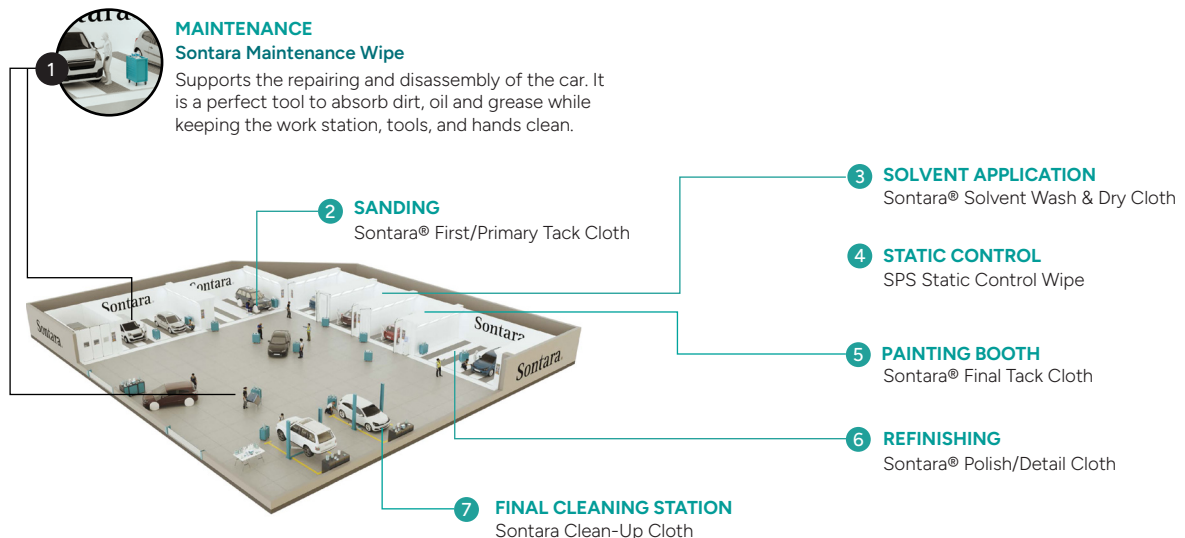 1
MAINTENANCE
Sontara Maintenance Wipe
Supports the repairing and disassembly of the car. It
is a perfect tool to absorb dirt, oil and grease while
keeping the work station, tools, and hands clean.
2 SANDING
Sontara® First/Primary Tack Cloth
3 SOLVENT APPLICATION
Sontara® Solvent Wash & Dry Cloth
4 STATIC CONTROL
SPS Static Control Wipe
5 PAINTING BOOTH
Sontara® Final Tack Cloth
6 REFINISHING
Sontara® Polish/Detail Cloth
7 FINAL CLEANING STATION
Sontara Clean-Up Cloth
Sontara
Sontara
Sontara
Sontara
Sontara